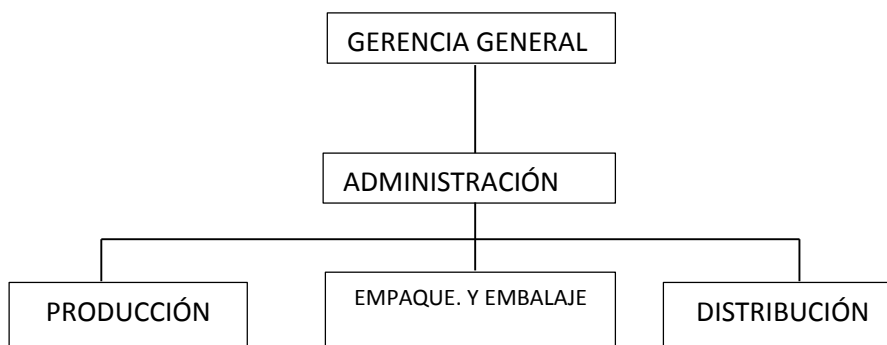 GERENCIA GENERAL
ADMINISTRACIÓN
PRODUCCIÓN
EMPAQUE. Y EMBALAJE
DISTRIBUCIÓN